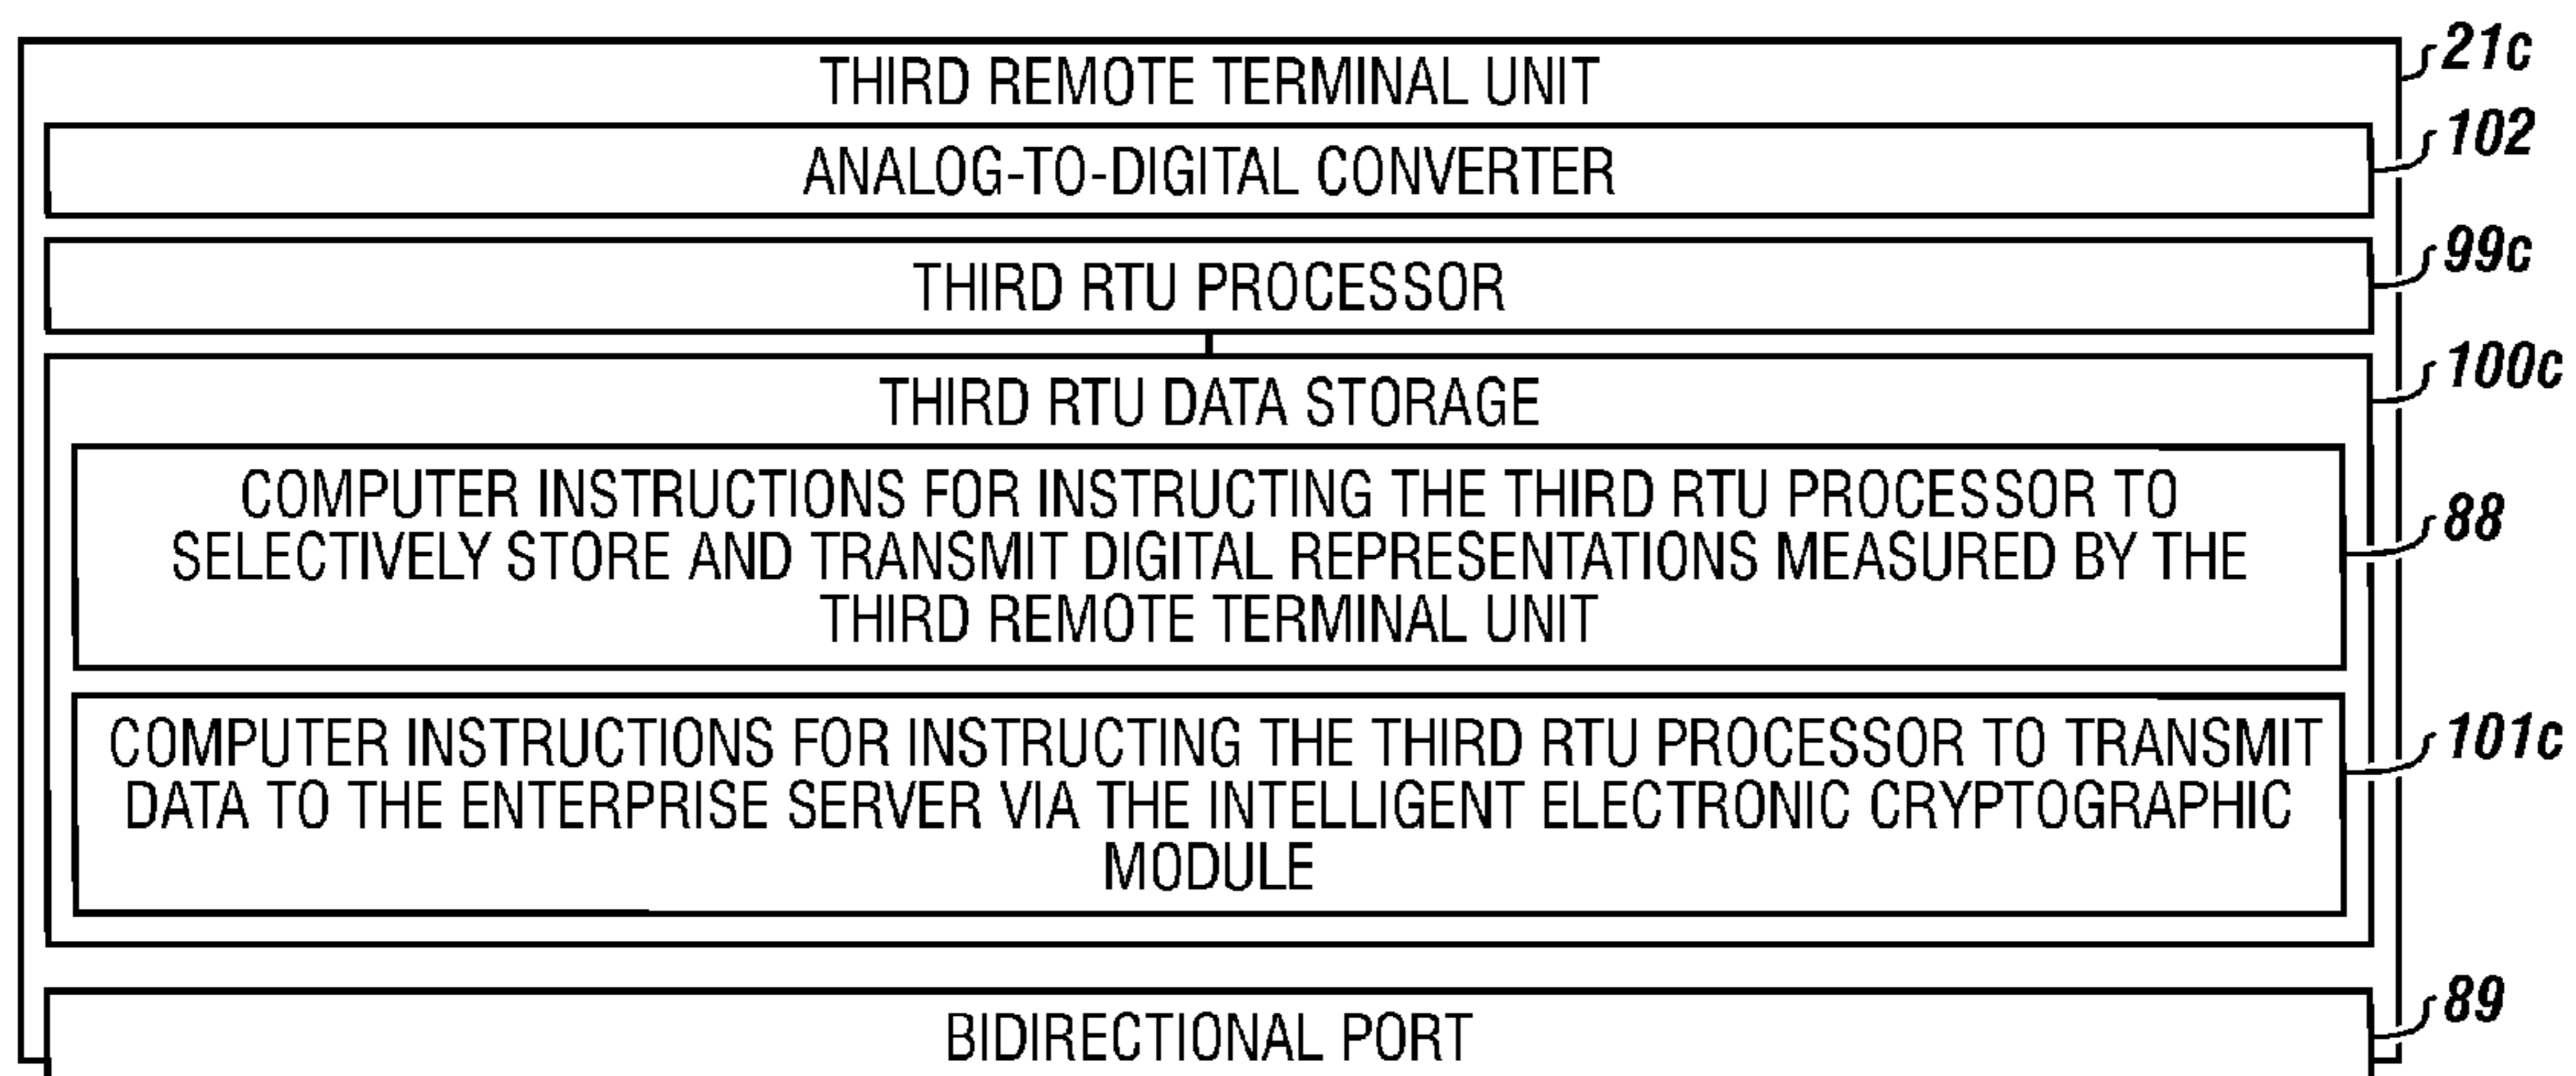 THIRD REMOTE TERMINAL UNIT
21c
ANALOG-TO-DIGITAL CONVERTER
102
THIRD RTU PROCESSOR
99c
THIRD RTU DATA STORAGE
100c
COMPUTER INSTRUCTIONS FOR INSTRUCTING THE THIRD RTU PROCESSOR TO
SELECTIVELY STORE AND TRANSMIT DIGITAL REPRESENTATIONS MEASURED BY THE
THIRD REMOTE TERMINAL UNIT
88
COMPUTER INSTRUCTIONS FOR INSTRUCTING THE THIRD RTU PROCESSOR TO TRANSMIT
DATA TO THE ENTERPRISE SERVER VIA THE INTELLIGENT ELECTRONIC CRYPTOGRAPHIC
MODULE
101c
BIDIRECTIONAL PORT
89